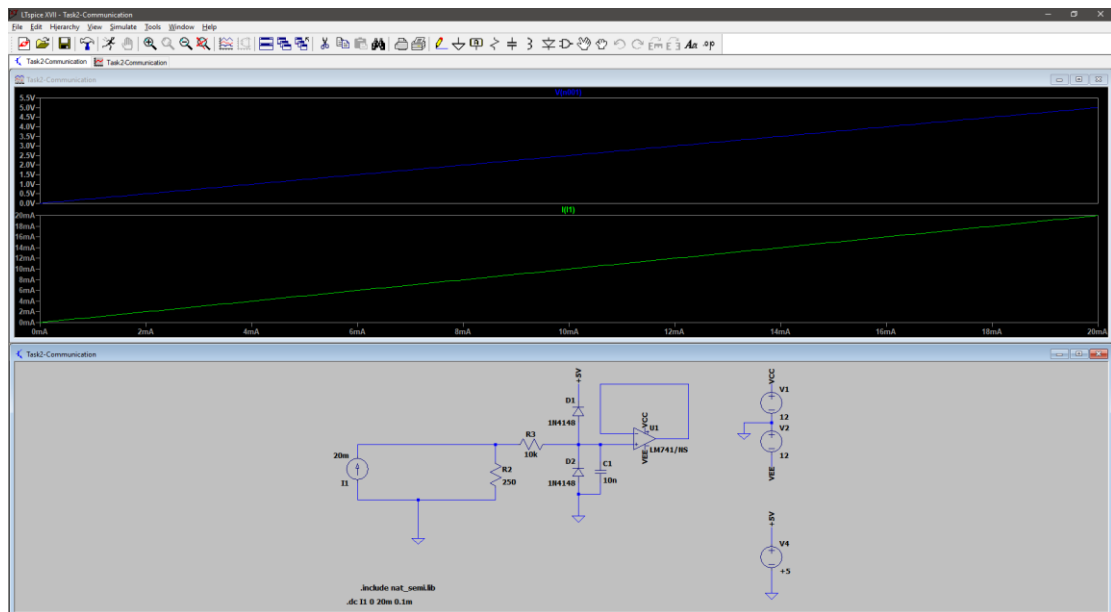 LTspice XVII - Task2-Communication
File Edit Hierarchy View Simulate Tools Window Help
Aa .op
Task2-Communication Task2-Communication
Task2-Communication
5.5V
5.0V
4.5V
4.0V
3.5V
3.0V
2.5V
2.0V
1.5V
1.0V
0.5V
0.0V
I(I1)
20mA
18mA
16mA
14mA
12mA
10mA
8mA
6mA
4mA
2mA
0mA
0mA 2mA 4mA 6mA 8mA 10mA 12mA 14mA 16mA 18mA 20mA
Task2-Communication
+5V
VCC
D1
V1
1N4148
VCC
U1
12
R3
V2
10k
LM741/NS
20m
D2
VEE
C1
12
R2
1N4148
10n
VEE
I1
250
+5V
V4
+5
.include nat_semi.lib
.dc I1 0 20m 0.1m